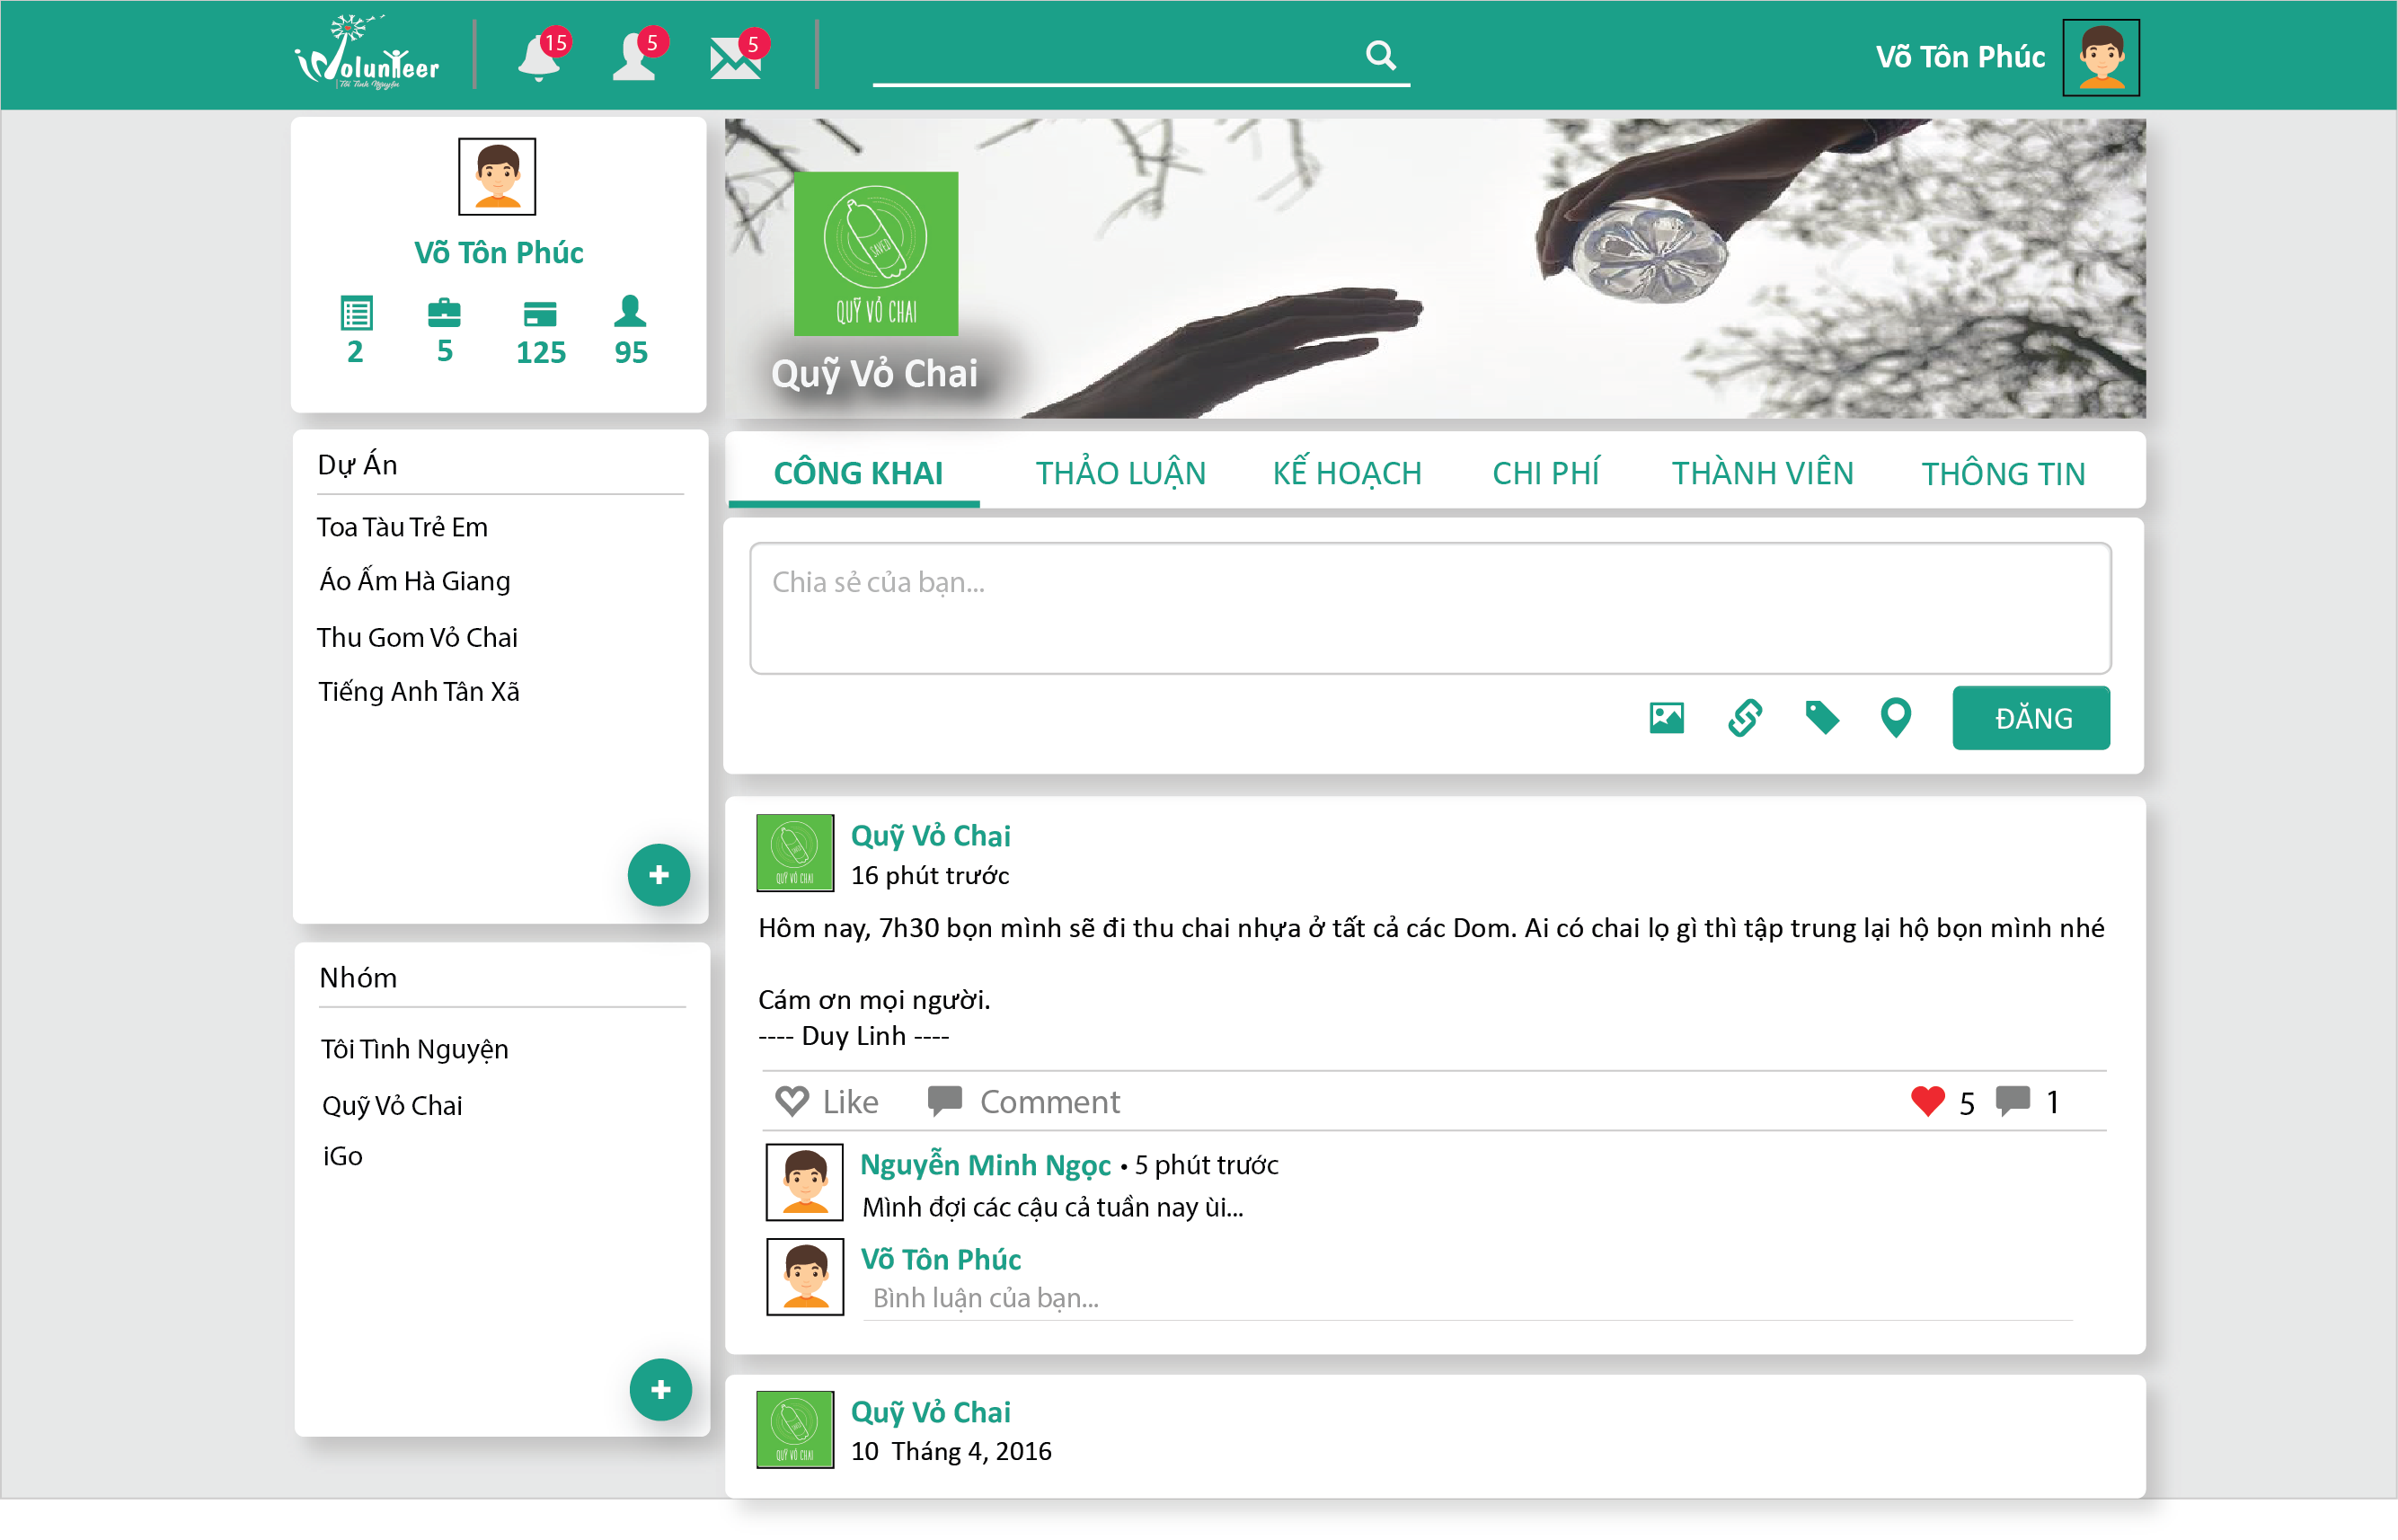 Volunteer
Tôi Tình Nguyện
15
5
5
Võ Tôn Phúc
Võ Tôn Phúc
2
5
125
95
SAVED
QUỸ VỎ CHAI
Quỹ Vỏ Chai
CÔNG KHAI
THẢO LUẬN
KẾ HOẠCH
CHI PHÍ
THÀNH VIÊN
THÔNG TIN
Dự Án
Toa Tàu Trẻ Em
Áo Ấm Hà Giang
Thu Gom Vỏ Chai
Tiếng Anh Tân Xã
Nhóm
Tôi Tình Nguyện
Quỹ Vỏ Chai
iGo
Chia sẻ của bạn...
ĐĂNG
QUỸ VỎ CHAI
Quỹ Vỏ Chai
16 phút trước
Hôm nay, 7h30 bọn mình sẽ đi thu chai nhựa ở tất cả các Dom. Ai có chai lọ gì thì tập trung lại hộ bọn mình nhé
Cám ơn mọi người.
---- Duy Linh ----
Like
Comment
5
1
Nguyễn Minh Ngọc • 5 phút trước
Mình đợi các cậu cả tuần nay ùi...
Võ Tôn Phúc
Bình luận của bạn...
QUỸ VỎ CHAI
Quỹ Vỏ Chai
10 Tháng 4, 2016